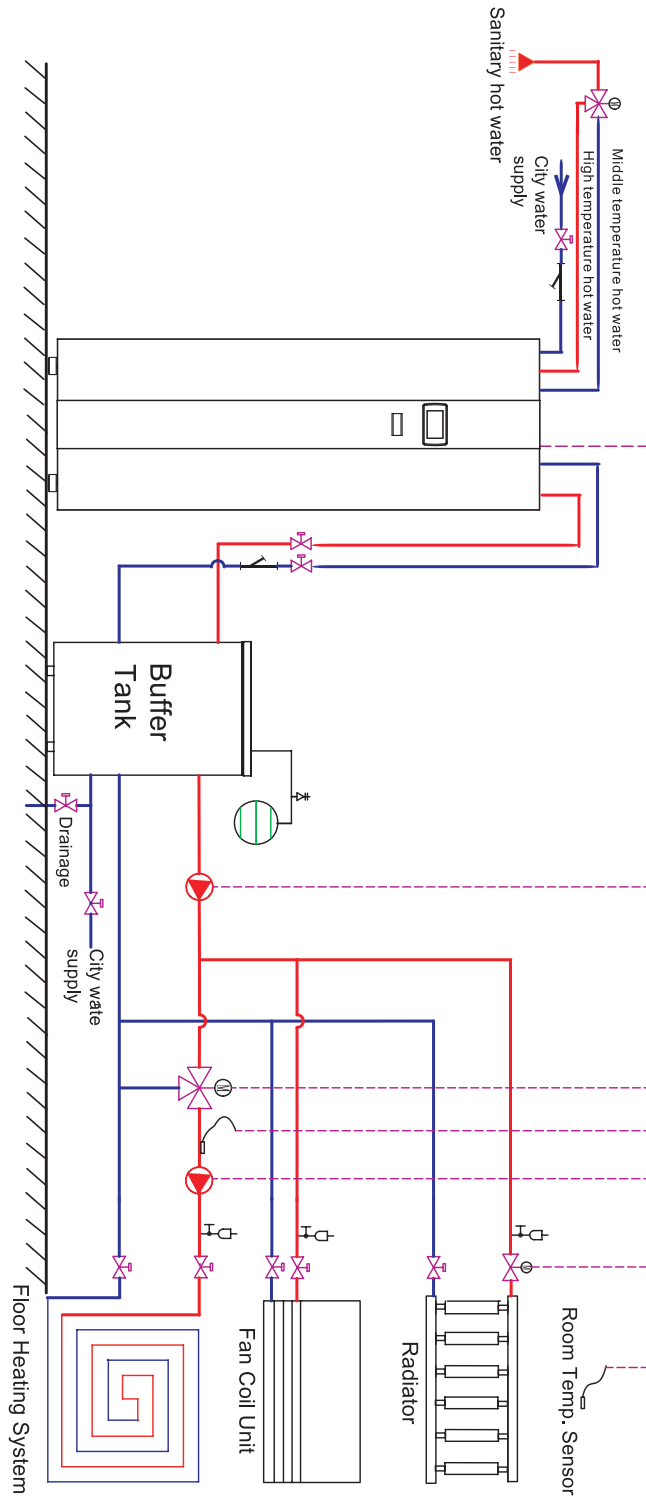 Sanitary hot water
City water
supply
High temperature hot water
Middle temperature hot water
Buffer
Tank
Drainage
City wate
supply
Floor Heating System
Fan Coil Unit
Radiator
Room Temp. Sensor
M
M
M